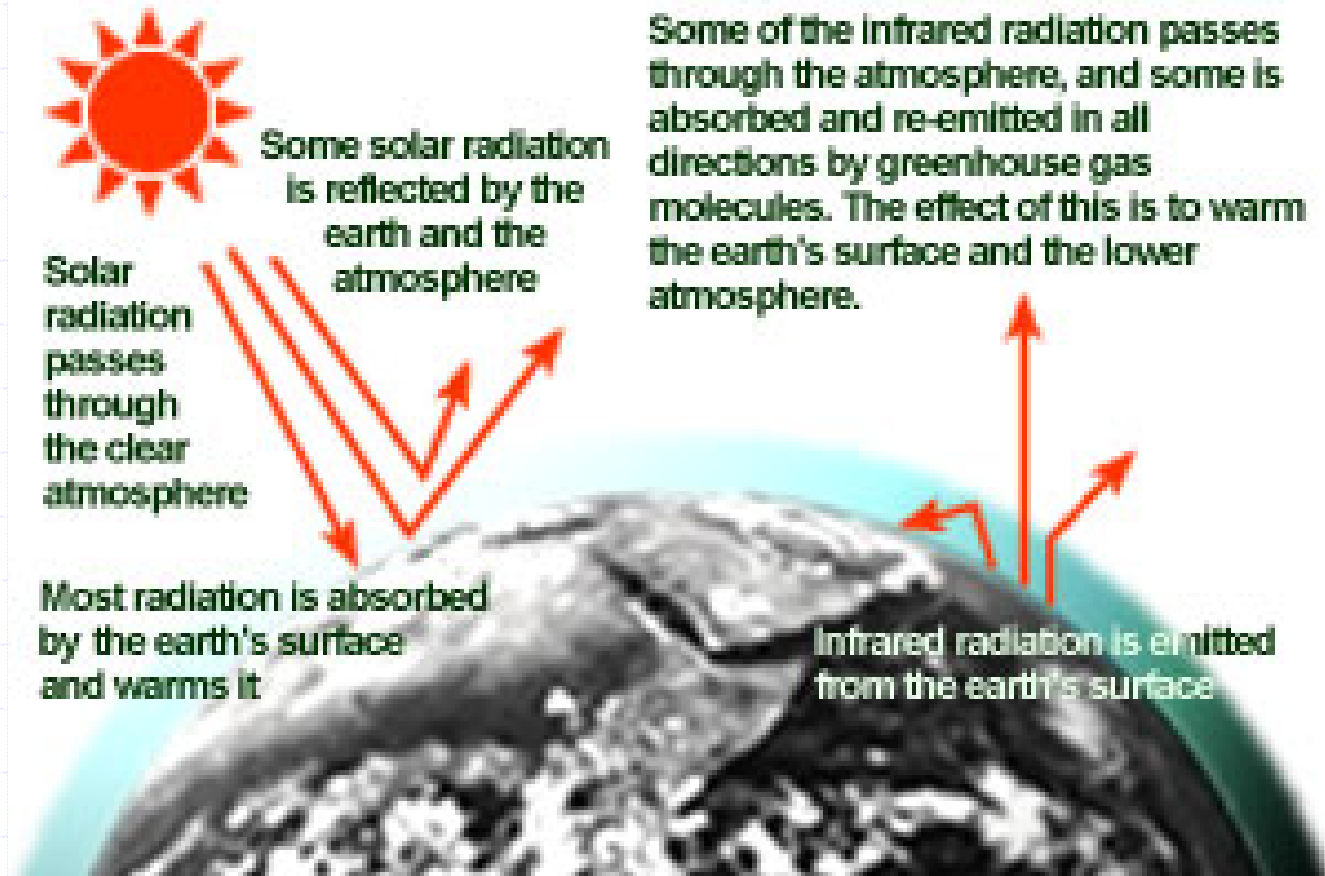 Some solar radiation
is reflected by the
earth and the
atmosphere
Some of the infrared radiation passes
through the atmosphere, and some is
absorbed and re-emitted in all
directions by greenhouse gas
molecules. The effect of this is to warm
the earth's surface and the lower
atmosphere.
Solar
radiation
passes
through
the clear
atmosphere
Most radiation is absorbed
by the earth's surface
and warms it
Infrared radiation is emitted
from the earth's surface